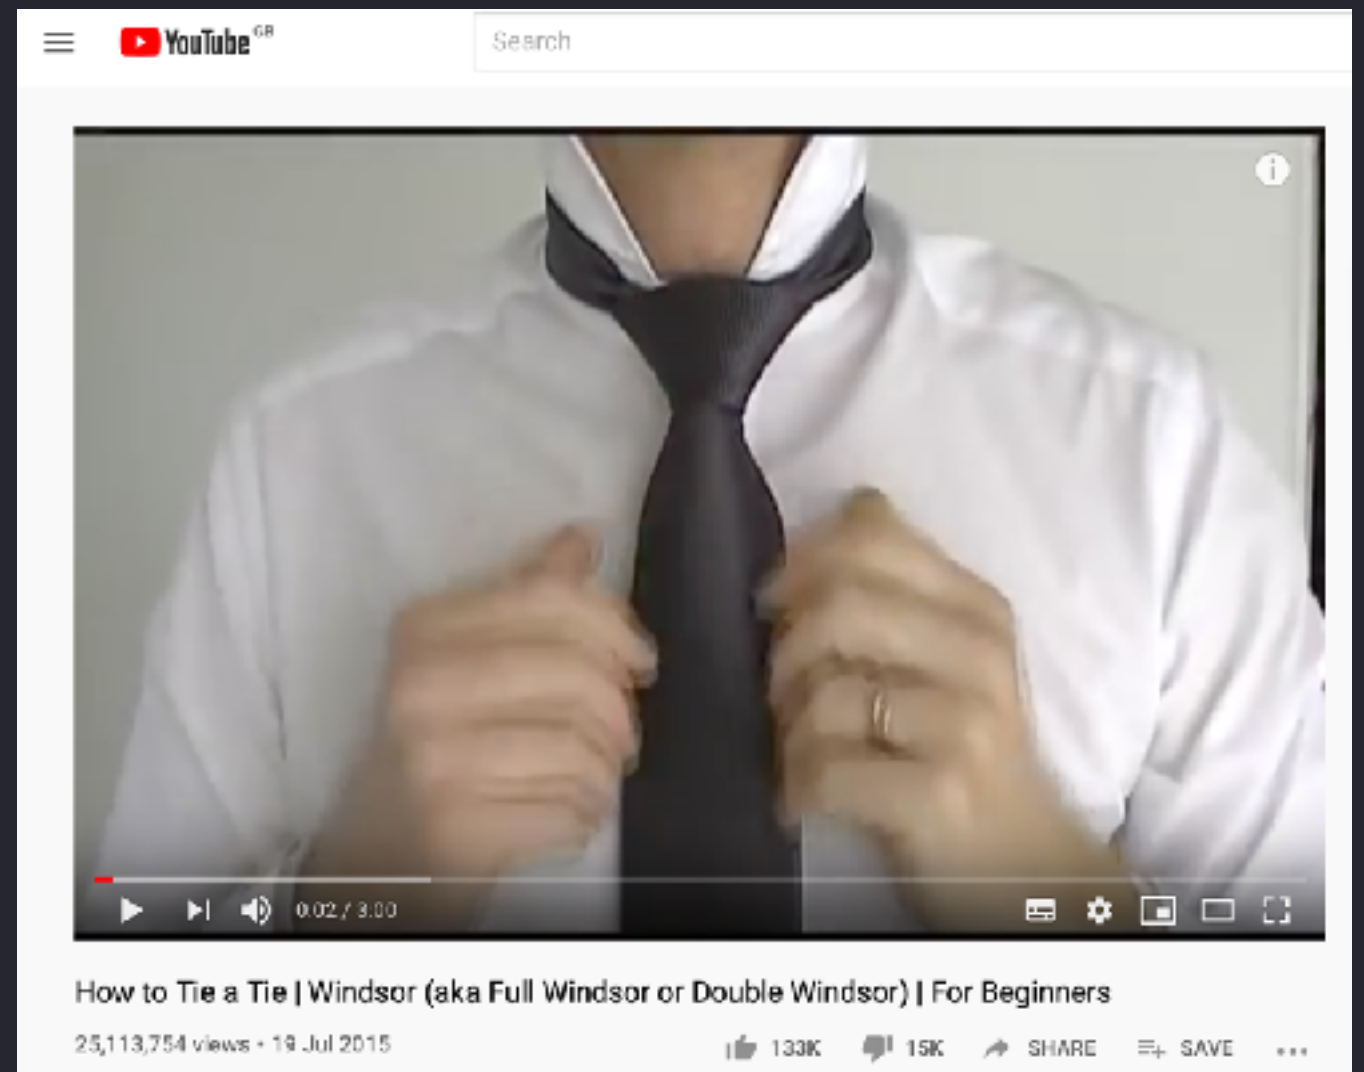 YouTube GB
Search
0:02 / 3:00
How to Tie a Tie | Windsor (aka Full Windsor or Double Windsor) | For Beginners
25,113,754 views • 19 Jul 2015
133K 15K SHARE SAVE